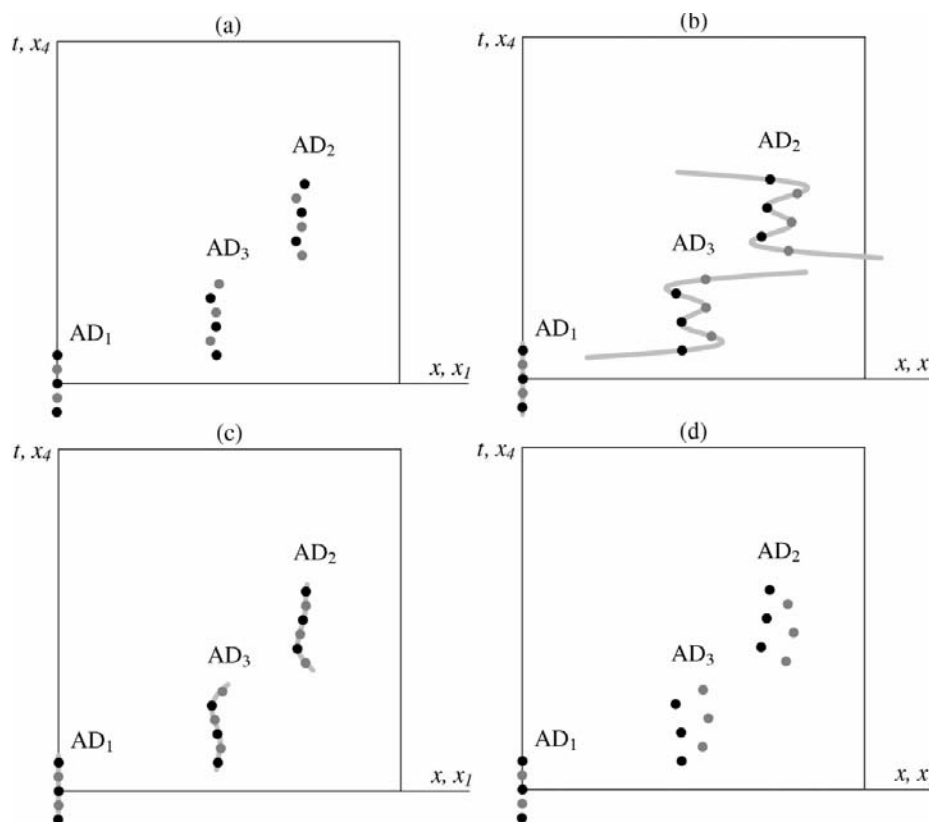 (a)
t, x4
AD2
AD3
AD1
x, x1
(b)
t, x4
AD2
AD3
AD1
x, x
(c)
t, x4
AD2
AD3
AD1
x, x1
(d)
t, x4
AD2
AD3
AD1
x, x